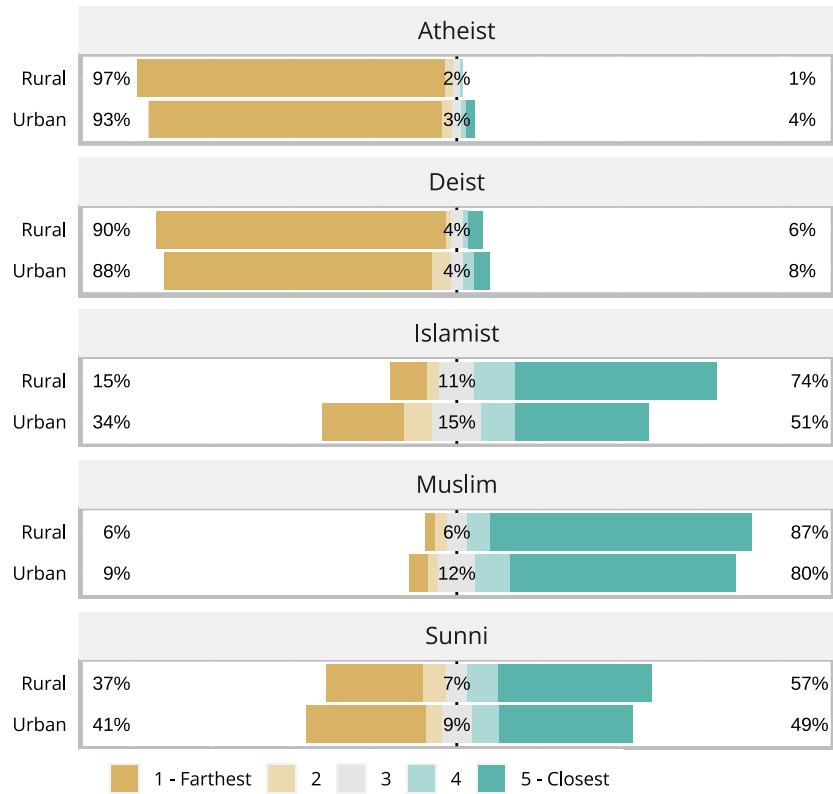 Atheist
Rural 97% 2% 1%
Urban 93% 3% 4%
Deist
Rural 90% 4% 6%
Urban 88% 4% 8%
Islamist
Rural 15% 11% 74%
Urban 34% 15% 51%
Muslim
Rural 6% 6% 87%
Urban 9% 12% 80%
Sunni
Rural 37% 7% 57%
Urban 41% 9% 49%
1 - Farthest 2 3 4 5 - Closest